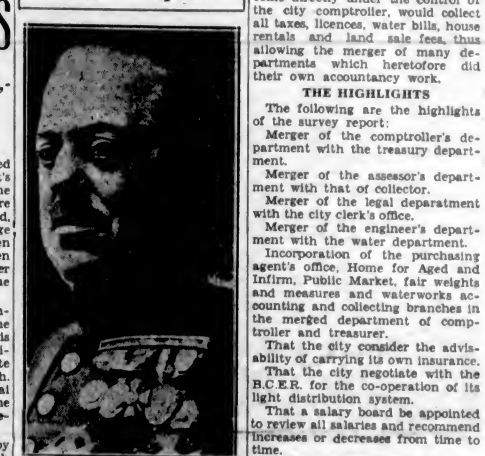 the city comptroller, would collect
all taxes, licences, water bills, house
rentals and land sale fees, thus
allowing the merger of many de-
partments which heretofore did
their own accountancy work.
THE HIGHLIGHTS
The following are the highlights
of the survey report:
Merger of the comptroller's de-
partment with the treasury depart-
ment.
Merger of the assessor's depart-
ment with that of collector.
Merger of the legal deparatment
with the city clerk's office.
Merger of the engineer's depart-
ment with the water department.
Incorporation of the purchasing
agent's office, Home for Aged and
Infirm, Public Market, fair weights
and measures and waterworks ac-
counting and collecting branches in
the merged department of comp-
troller and treasurer.
That the city consider the advis-
ability of carrying its own insurance.
That the city negotiate with the
B.C.E.R. for the co-operation of its
light distribution system.
That a salary board be appointed
to review all salaries and recommend
increases or decreases from time to
time.